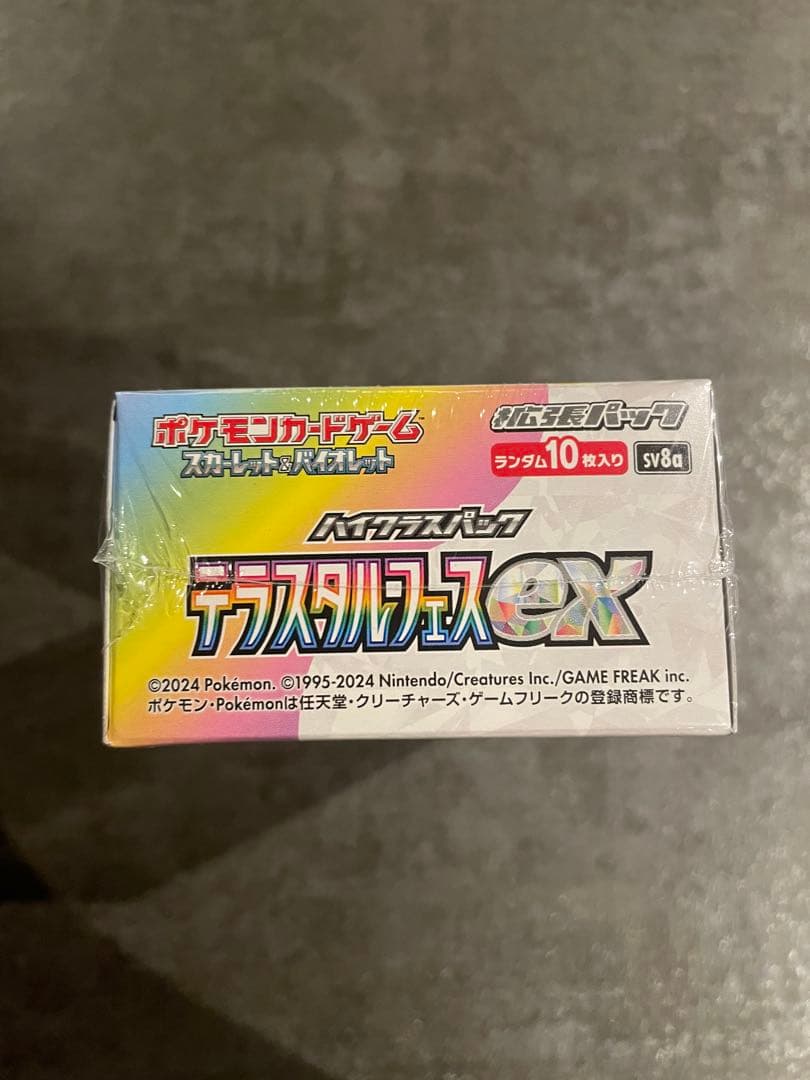 ポケモンカードゲーム
スカーレット&バイオレット
拡張パック
ランダム10枚入り sv8a
ハイクラスパック
テラスタルフェスex
©2024 Pokémon. ©1995-2024 Nintendo/Creatures Inc./GAME FREAK inc.
ポケモン・Pokémonは任天堂・クリーチャーズ・ゲームフリークの登録商標です。